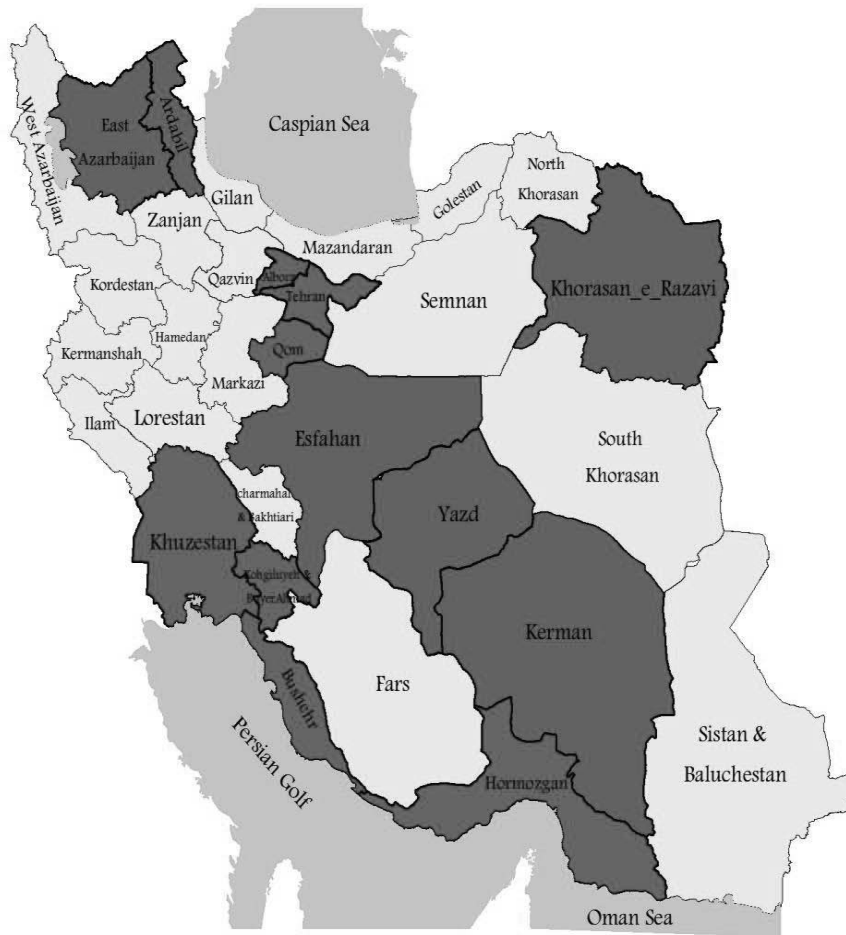 Caspian Sea
West Azarbaijan
East
Azarbaijan
Ardabil
Gilan
Golestan
North
Khorasan
Zanjan
Mazandaran
Qazvin
Alborz
Tehran
Semnan
Khorasan_e_Razavi
Kordestan
Hamedan
Kermanshah
Qom
Markazi
Ilam
Lorestan
Esfahan
South
Khorasan
charmahal
& Bakhtiari
Yazd
Khuzestan
Kohgiluyeh &
BuyerAhmad
Kerman
Fars
Bushehr
Persian Golf
Sistan &
Baluchestan
Hormozgan
Oman Sea